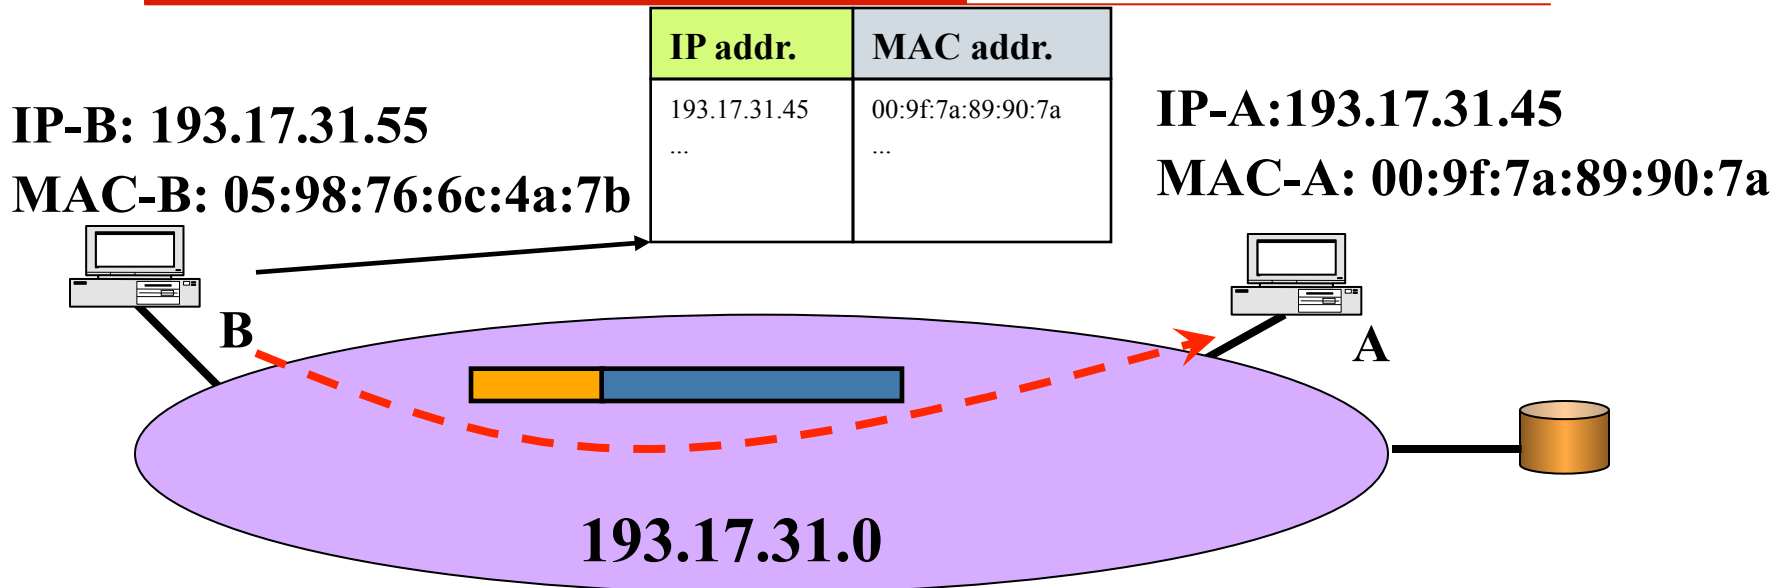 IP addr. MAC addr.
193.17.31.45 00:9f:7a:89:90:7a
... ...
IP-B: 193.17.31.55
MAC-B: 05:98:76:6c:4a:7b
IP-A:193.17.31.45
MAC-A: 00:9f:7a:89:90:7a
B
A
193.17.31.0